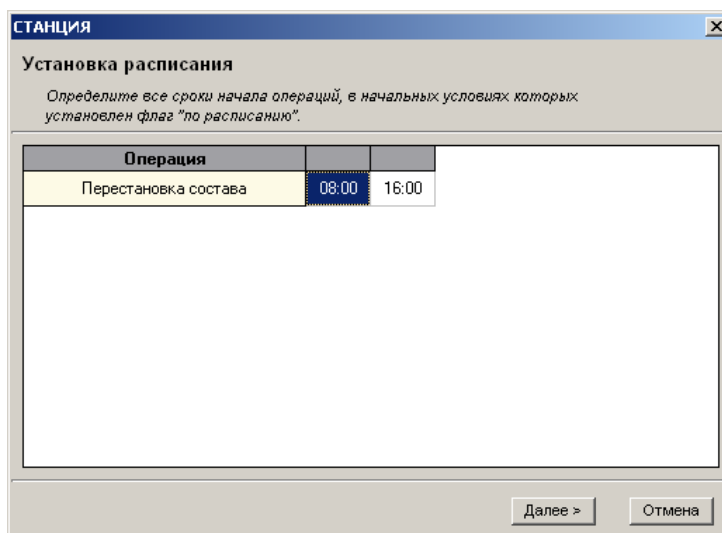 СТАНЦИЯ
Установка расписания
Определите все сроки начала операций, в начальных условиях которых
установлен флаг "по расписанию".
Операция
Перестановка состава 08:00 16:00
Далее > Отмена